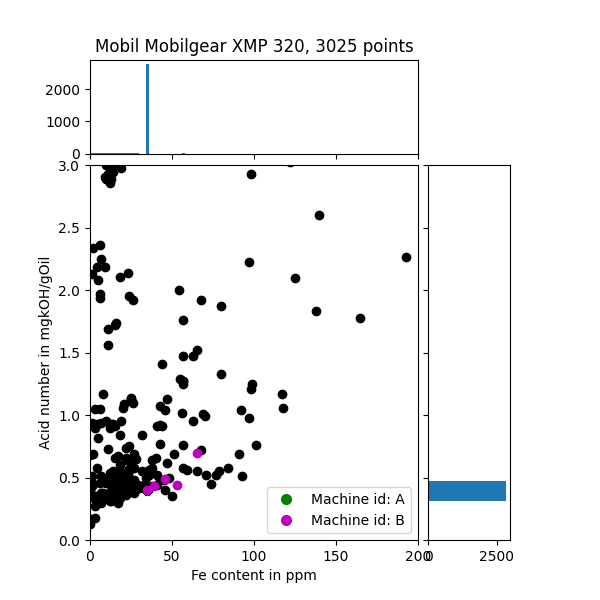 Mobil Mobilgear XMP 320, 3025 points
2000
1000
0
3.0
2.5
2.0
1.5
1.0
0.5
0.0
Acid number in mgkOH/gOil
Machine id: A
Machine id: B
0 50 100 150 200 0 2500
Fe content in ppm